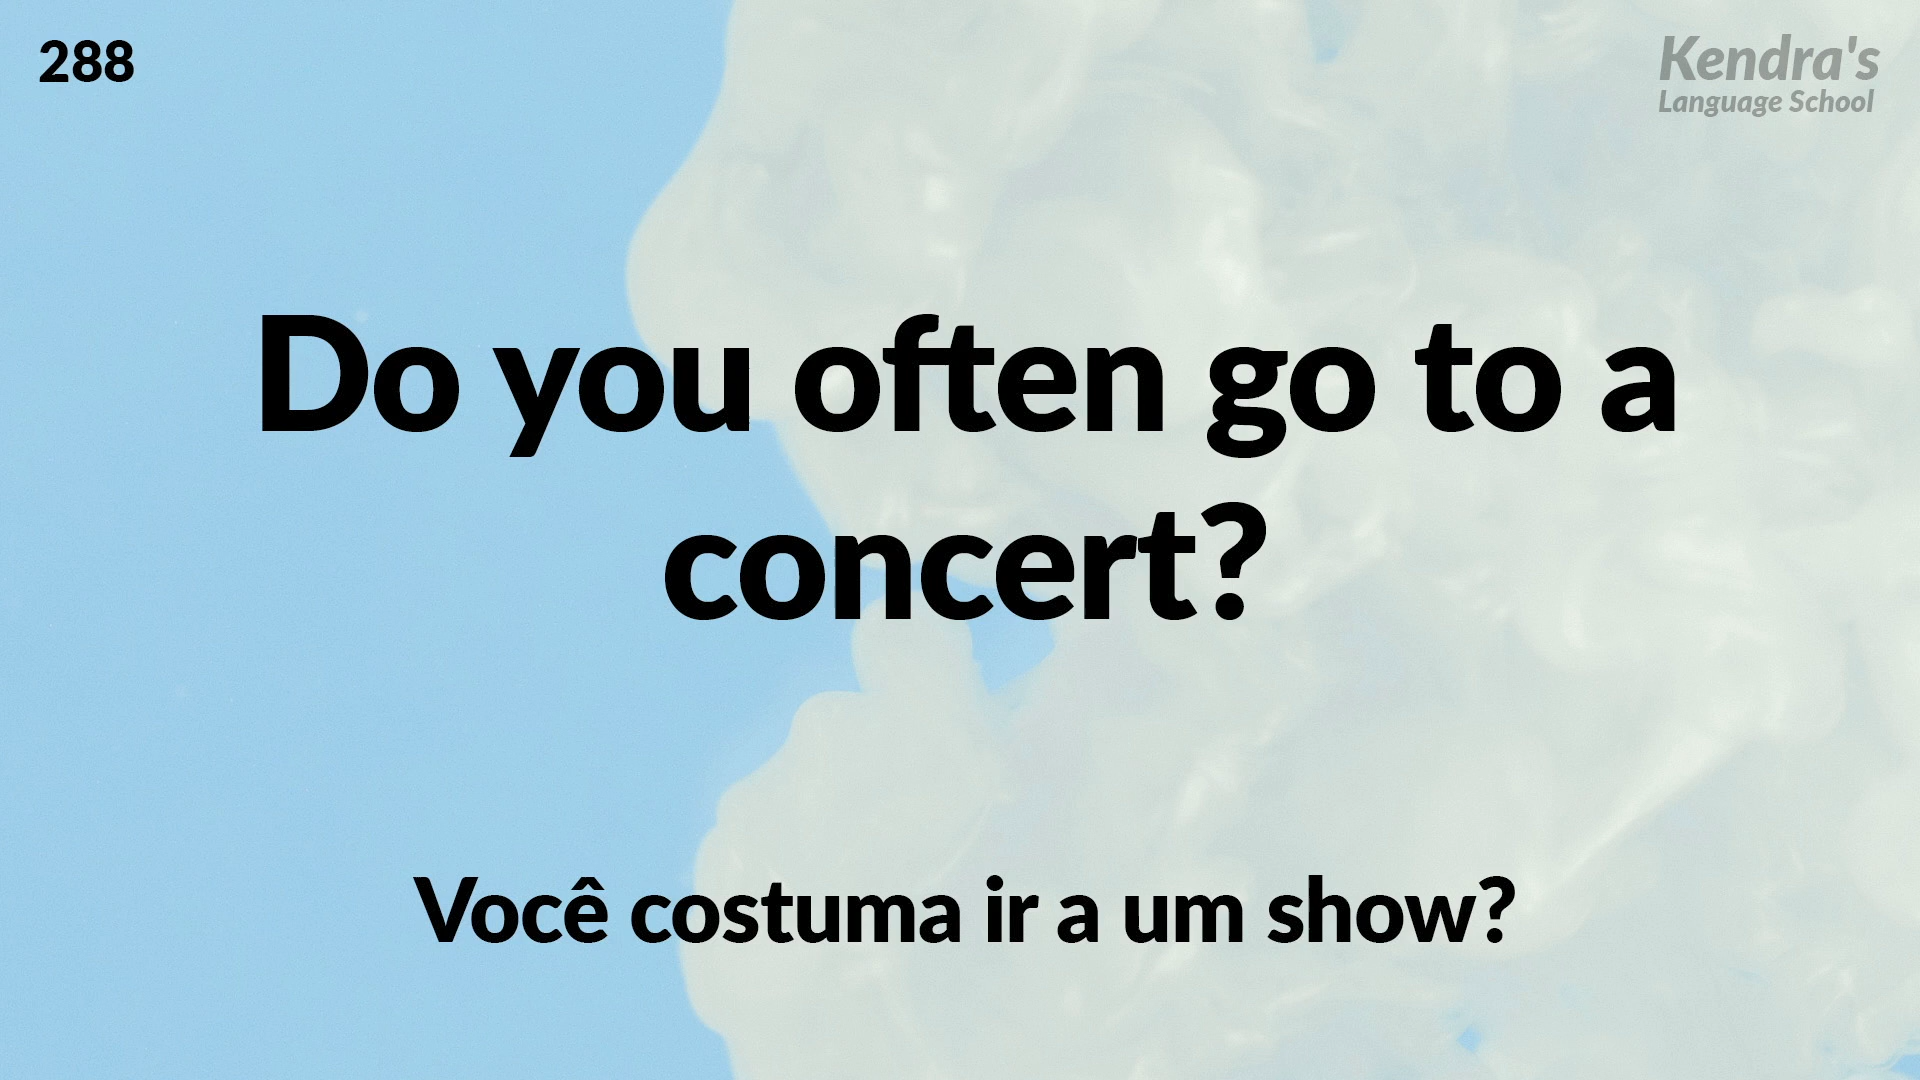 288
Kendra's
Language School
Do you often go to a
concert?
Você costuma ir a um show?